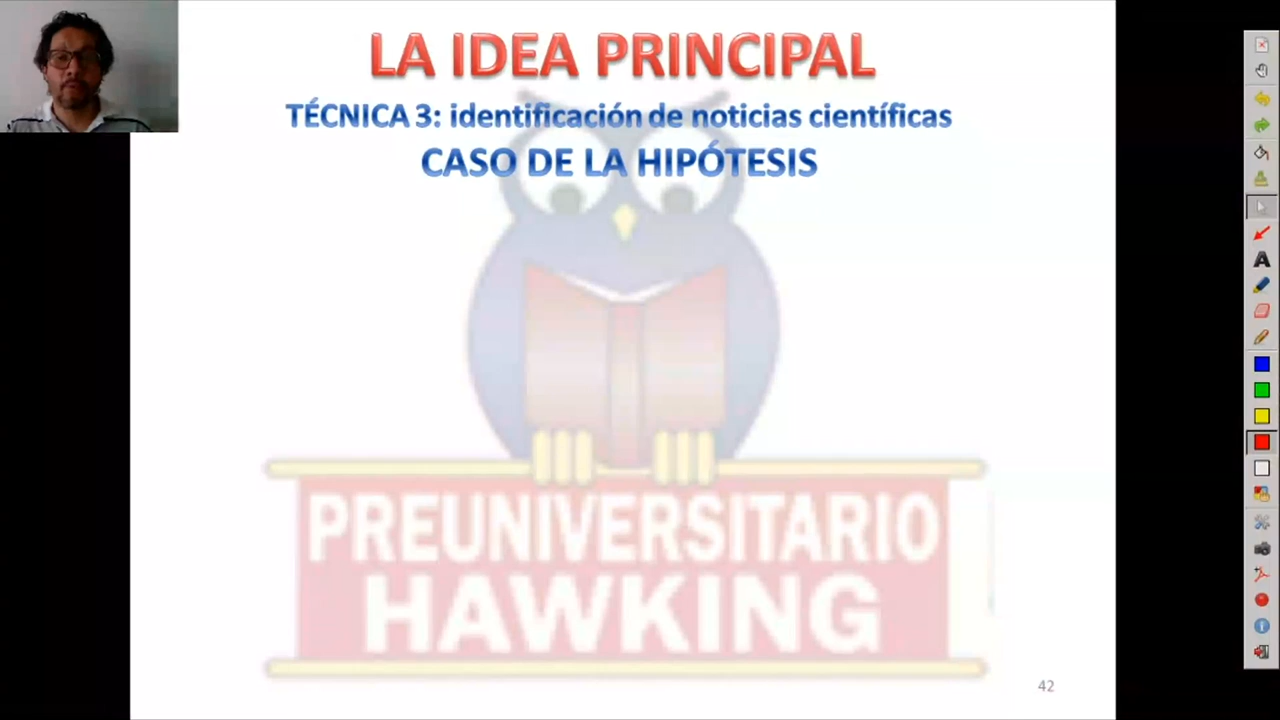 LA IDEA PRINCIPAL
TÉCNICA 3: identificación de noticias científicas
CASO DE LA HIPÓTESIS
PREUNIVERSITARIO
HAWKING
42